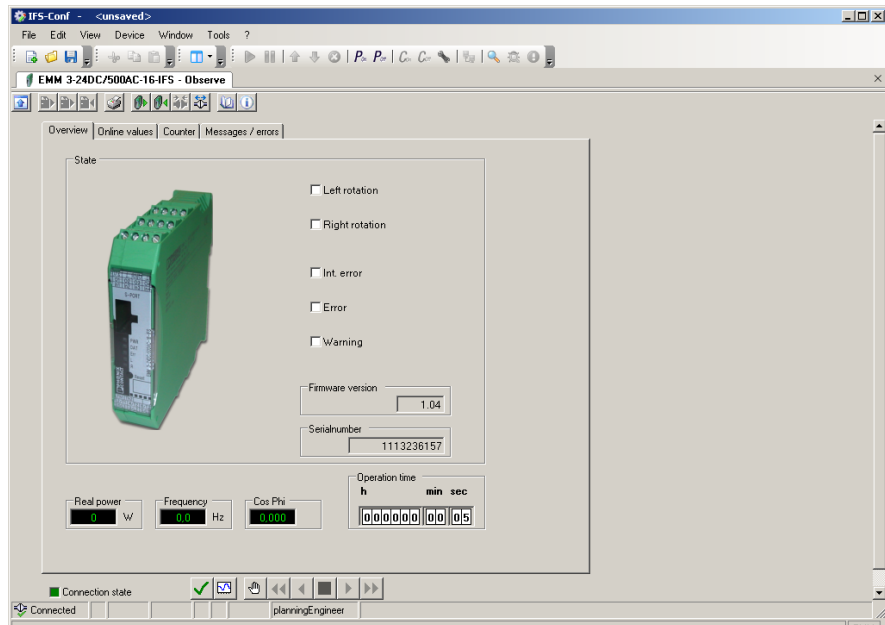 IFS-Conf - <unsaved>
File Edit View Device Window Tools ?
EMM 3-24DC/500AC-16-IFS - Observe
Overview Online values Counter Messages / errors
State
Left rotation
Right rotation
S-PORT
Int. error
Error
PWR
DAT
Warning
Firmware version
1.04
Serialnumber
1113236157
Operation time
h min sec
Real power Frequency Cos Phi
0 W 0,0 Hz 0,000 000000 00 05
Connection state
Connected planningEngineer